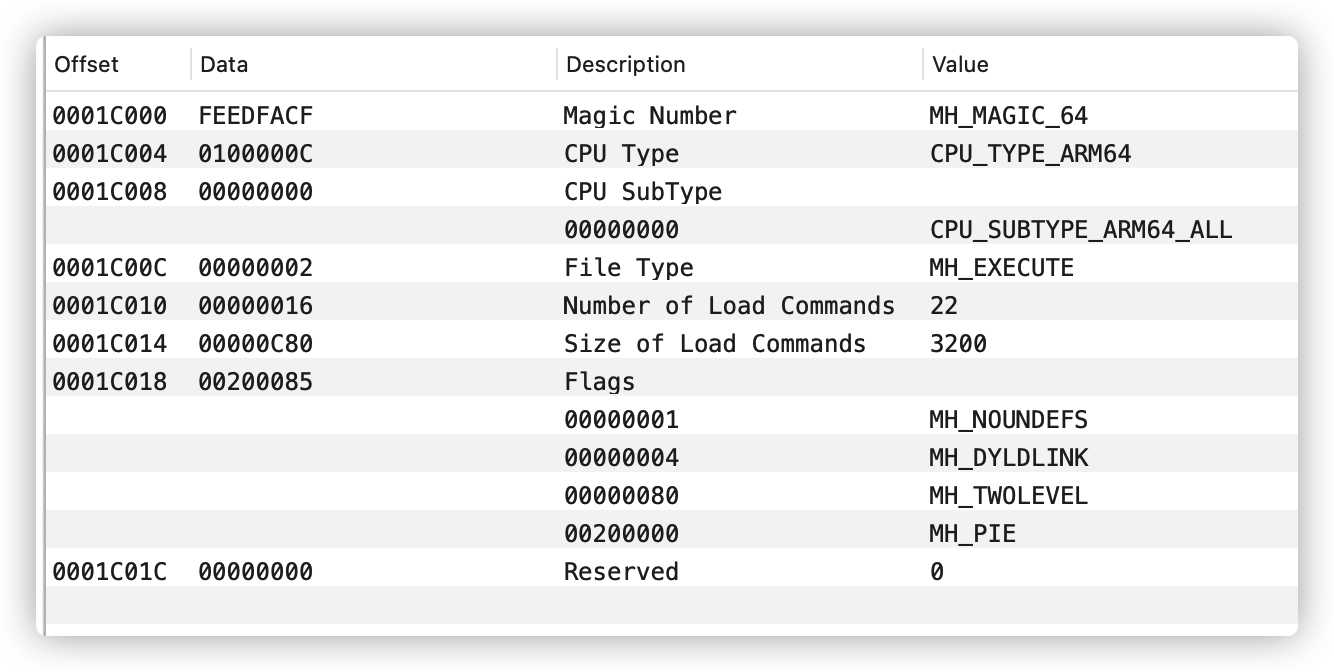 Offset Data Description Value
0001C000 FEEDFACF Magic Number MH_MAGIC_64
0001C004 0100000C CPU Type CPU_TYPE_ARM64
0001C008 00000000 CPU SubType
00000000 CPU_SUBTYPE_ARM64_ALL
0001C00C 00000002 File Type MH_EXECUTE
0001C010 00000016 Number of Load Commands 22
0001C014 00000C80 Size of Load Commands 3200
0001C018 00200085 Flags
00000001 MH_NOUNDEFS
00000004 MH_DYLDLINK
00000080 MH_TWOLEVEL
00200000 MH_PIE
0001C01C 00000000 Reserved 0